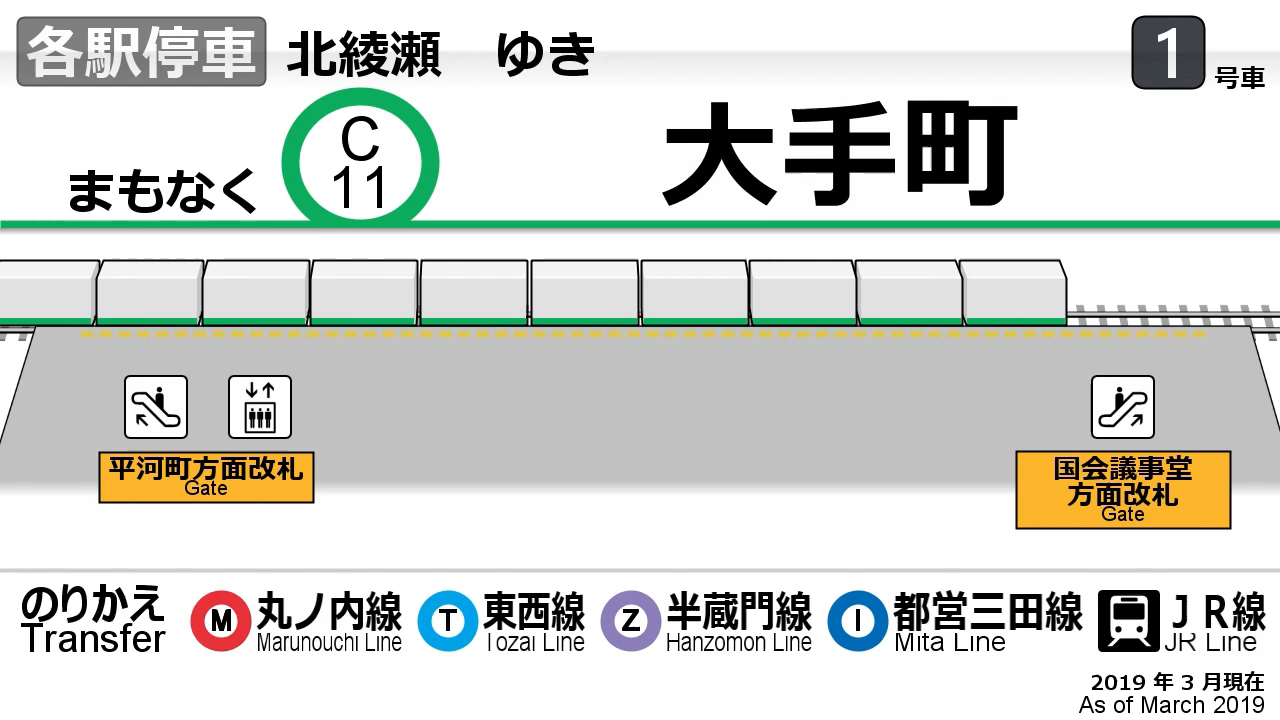 各駅停車 北綾瀬 ゆき
1 号車
まもなく
C
11
大手町
平河町方面改札
Gate
国会議事堂
方面改札
Gate
のりかえ
Transfer
M 丸ノ内線
Marunouchi Line
T 東西線
Tozai Line
Z 半蔵門線
Hanzomon Line
I 都営三田線
Mita Line
JR線
JR Line
2019 年 3 月現在
As of March 2019